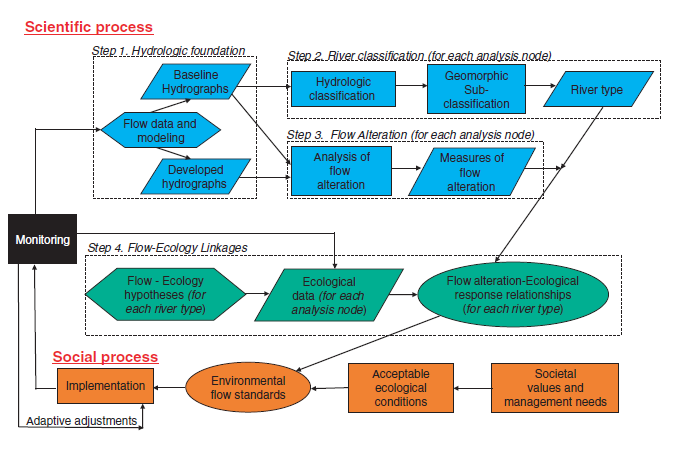 Scientific process
Step 1. Hydrologic foundation
Baseline
Hydrographs
Flow data and
modeling
Developed
hydrographs
Step 2. River classification (for each analysis node)
Hydrologic
classification
Geomorphic
Sub-
classification
River type
Step 3. Flow Alteration (for each analysis node)
Analysis of
flow
alteration
Measures of
flow
alteration
Monitoring
Step 4. Flow-Ecology Linkages
Flow - Ecology
hypotheses (for
each river type)
Ecological
data (for each
analysis node)
Flow alteration-Ecological
response relationships
(for each river type)
Social process
Implementation
Environmental
flow standards
Acceptable
ecological
conditions
Societal
values and
management needs
Adaptive adjustments